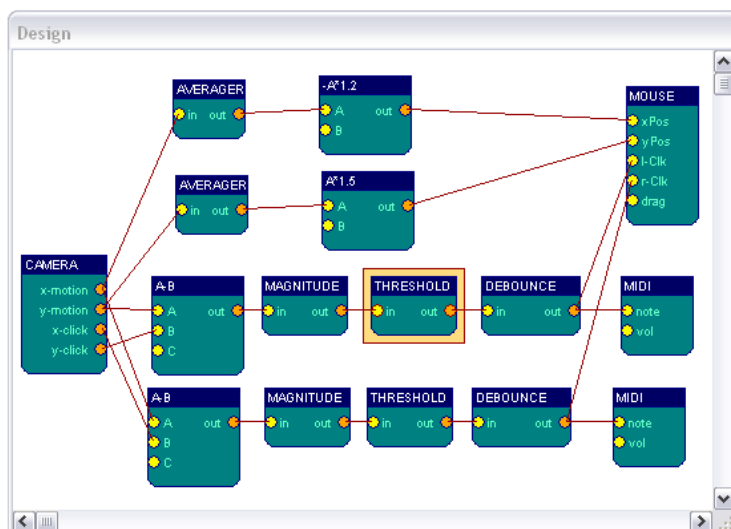 Design
AVERAGER
in out
-A*1.2
A out
B
MOUSE
xPos
yPos
l-Clk
r-Clk
drag
AVERAGER
in out
A*1.5
A out
B
CAMERA
x-motion
y-motion
x-click
y-click
A-B
A out
B
C
MAGNITUDE
in out
THRESHOLD
in out
DEBOUNCE
in out
MIDI
note
vol
A-B
A out
B
C
MAGNITUDE
in out
THRESHOLD
in out
DEBOUNCE
in out
MIDI
note
vol